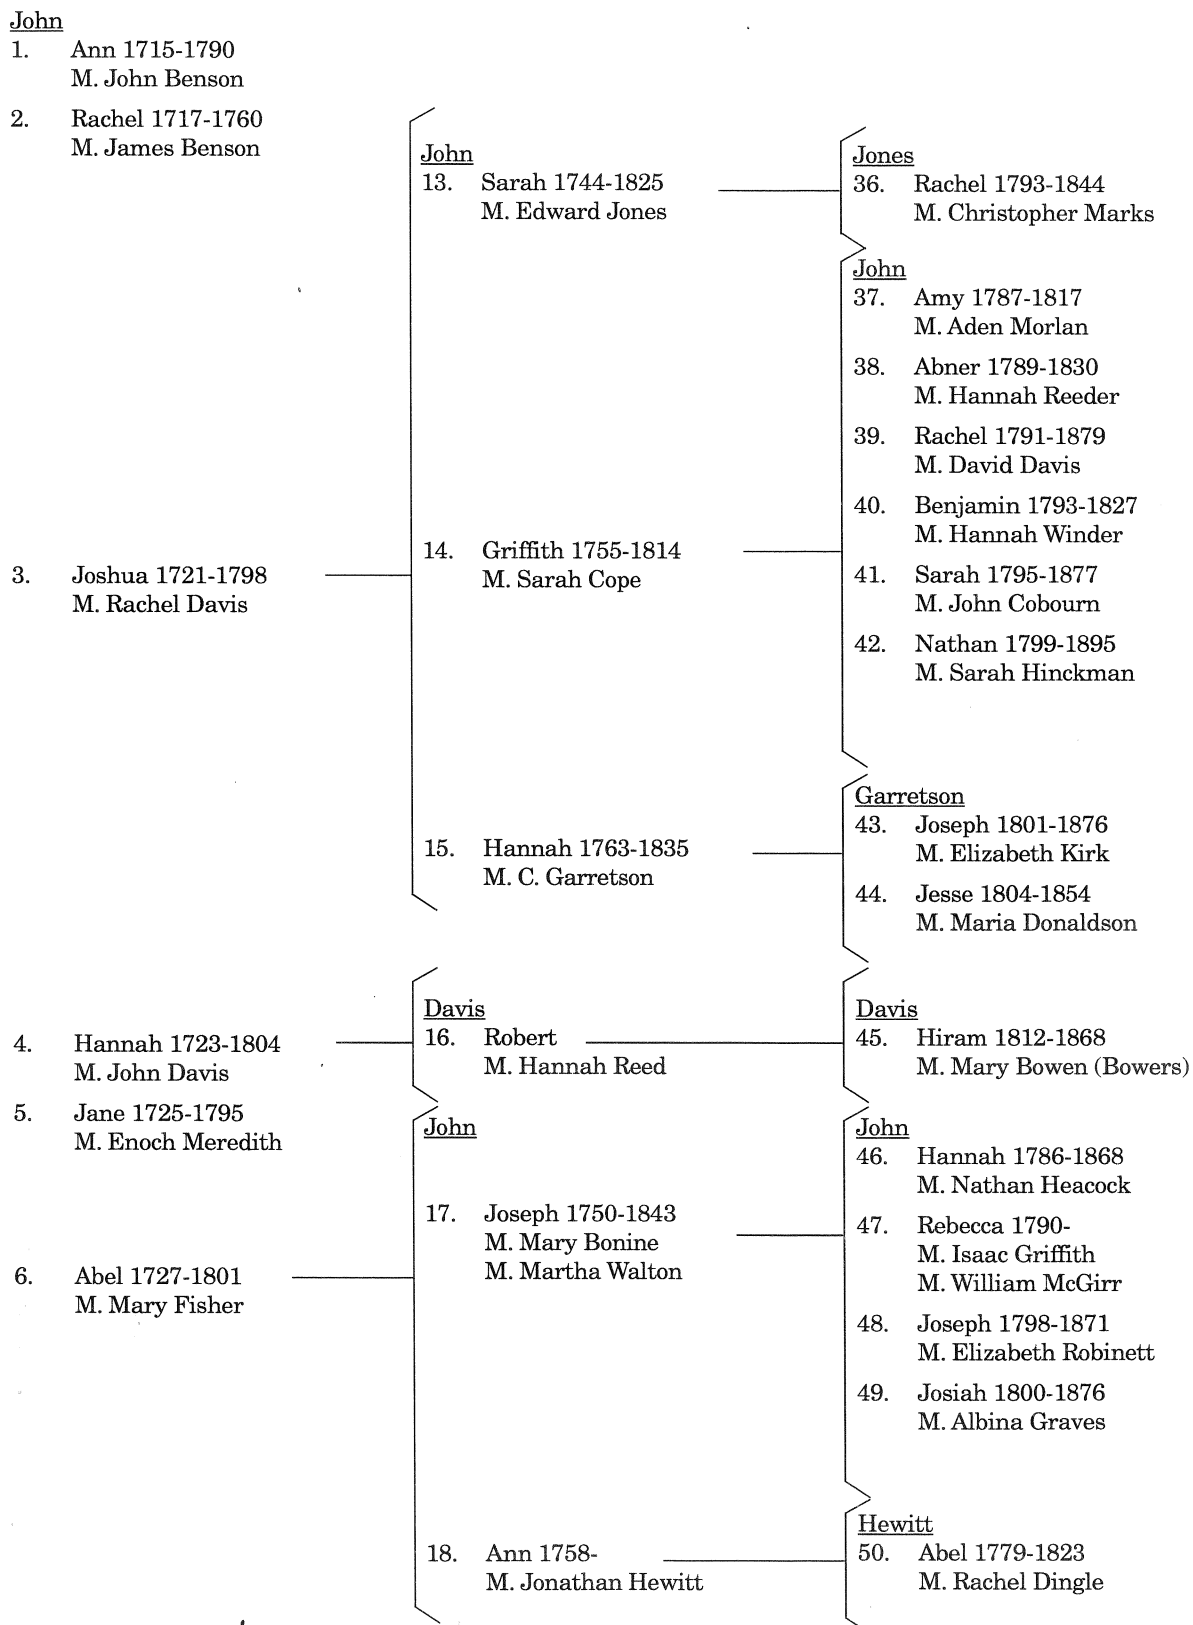 John
1. Ann 1715-1790
M. John Benson
2. Rachel 1717-1760
M. James Benson
3. Joshua 1721-1798
M. Rachel Davis
4. Hannah 1723-1804
M. John Davis
5. Jane 1725-1795
M. Enoch Meredith
6. Abel 1727-1801
M. Mary Fisher
John
13. Sarah 1744-1825
M. Edward Jones
14. Griffith 1755-1814
M. Sarah Cope
15. Hannah 1763-1835
M. C. Garretson
Davis
16. Robert
M. Hannah Reed
John
17. Joseph 1750-1843
M. Mary Bonine
M. Martha Walton
18. Ann 1758-
M. Jonathan Hewitt
Jones
36. Rachel 1793-1844
M. Christopher Marks
John
37. Amy 1787-1817
M. Aden Morlan
38. Abner 1789-1830
M. Hannah Reeder
39. Rachel 1791-1879
M. David Davis
40. Benjamin 1793-1827
M. Hannah Winder
41. Sarah 1795-1877
M. John Cobourn
42. Nathan 1799-1895
M. Sarah Hinckman
Garretson
43. Joseph 1801-1876
M. Elizabeth Kirk
44. Jesse 1804-1854
M. Maria Donaldson
Davis
45. Hiram 1812-1868
M. Mary Bowen (Bowers)
John
46. Hannah 1786-1868
M. Nathan Heacock
47. Rebecca 1790-
M. Isaac Griffith
M. William McGirr
48. Joseph 1798-1871
M. Elizabeth Robinett
49. Josiah 1800-1876
M. Albina Graves
Hewitt
50. Abel 1779-1823
M. Rachel Dingle